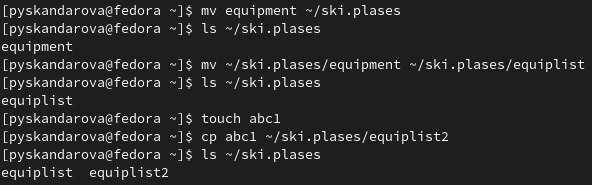 [pyskandarova@fedora ~]$ mv equipment ~/ski.plases
[pyskandarova@fedora ~]$ ls ~/ski.plases
equipment
[pyskandarova@fedora ~]$ mv ~/ski.plases/equipment ~/ski.plases/equiplist
[pyskandarova@fedora ~]$ ls ~/ski.plases
equiplist
[pyskandarova@fedora ~]$ touch abc1
[pyskandarova@fedora ~]$ cp abc1 ~/ski.plases/equiplist2
[pyskandarova@fedora ~]$ ls ~/ski.plases
equiplist  equiplist2